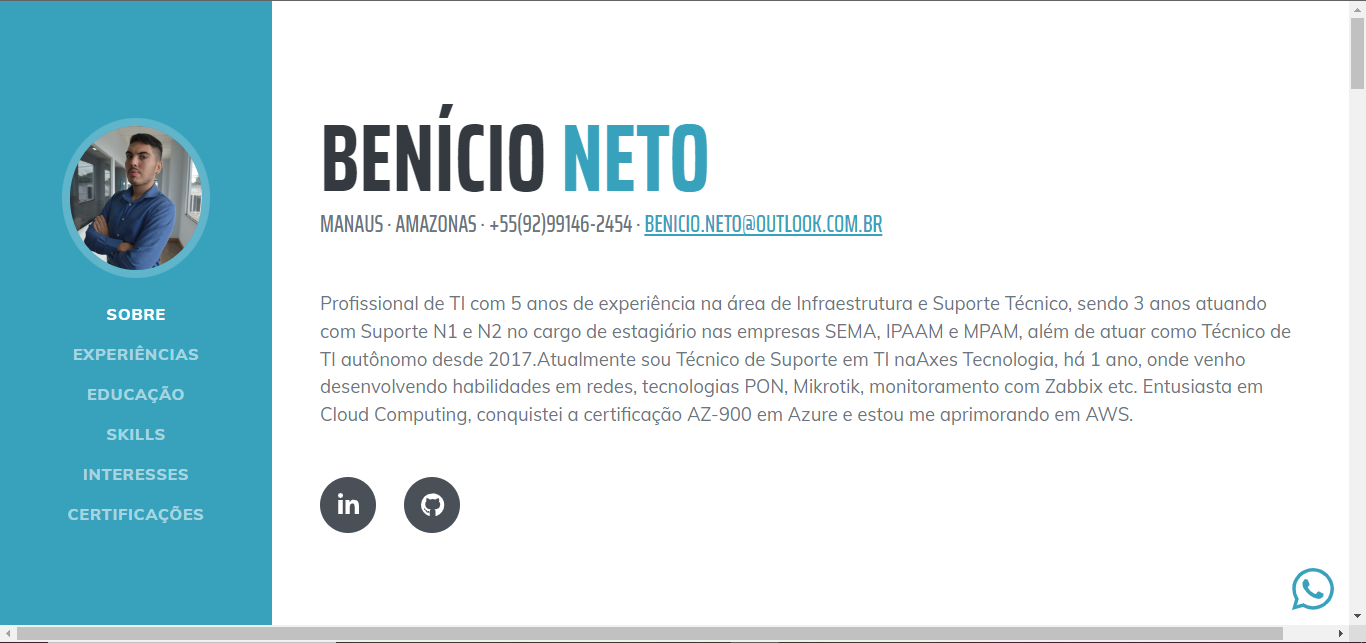 BENÍCIO NETO
MANAUS · AMAZONAS · +55(92)99146-2454 · BENICIO.NETO@OUTLOOK.COM.BR
SOBRE
EXPERIÊNCIAS
EDUCAÇÃO
SKILLS
INTERESSES
CERTIFICAÇÕES
Profissional de TI com 5 anos de experiência na área de Infraestrutura e Suporte Técnico, sendo 3 anos atuando
com Suporte N1 e N2 no cargo de estagiário nas empresas SEMA, IPAAM e MPAM, além de atuar como Técnico de
TI autônomo desde 2017.Atualmente sou Técnico de Suporte em TI naAxes Tecnologia, há 1 ano, onde venho
desenvolvendo habilidades em redes, tecnologias PON, Mikrotik, monitoramento com Zabbix etc. Entusiasta em
Cloud Computing, conquistei a certificação AZ-900 em Azure e estou me aprimorando em AWS.
in